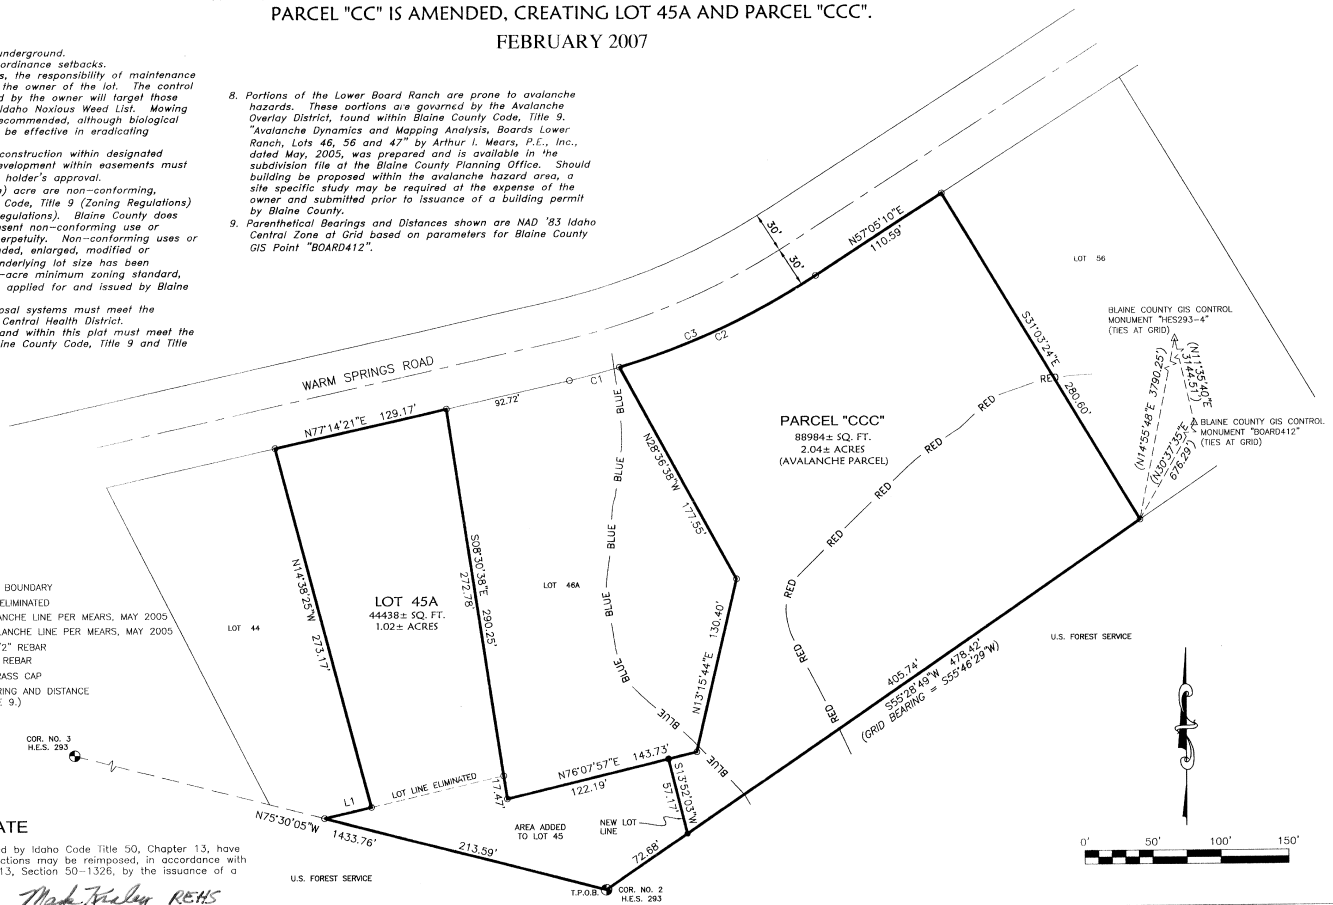 PARCEL "CC" IS AMENDED, CREATING LOT 45A AND PARCEL "CCC".
FEBRUARY 2007
underground.
ordinance setbacks.
s, the responsibility of maintenance
the owner of the lot. The control
d by the owner will target those
Idaho Noxious Weed List. Mowing
ecommended, although biological
be effective in eradicating
construction within designated
evelopment within easements must
holder's approval.
e) acre are non-conforming,
Code, Title 9 (Zoning Regulations)
egulations). Blaine County does
esent non-conforming use or
erpetuity. Non-conforming uses or
ded, enlarged, modified or
nderlying lot size has been
-acre minimum zoning standard,
applied for and issued by Blaine
osal systems must meet the
Central Health District.
and within this plat must meet the
ine County Code, Title 9 and Title
8. Portions of the Lower Board Ranch are prone to avalanche
hazards. These portions are governed by the Avalanche
Overlay District, found within Blaine County Code, Title 9.
"Avalanche Dynamics and Mapping Analysis, Boards Lower
Ranch, Lots 46, 56 and 47" by Arthur I. Mears, P.E., Inc.,
dated May, 2005, was prepared and is available in the
subdivision file at the Blaine County Planning Office. Should
building be proposed within the avalanche hazard area, a
site specific study may be required at the expense of the
owner and submitted prior to issuance of a building permit
by Blaine County.
9. Parenthetical Bearings and Distances shown are NAD '83 Idaho
Central Zone at Grid based on parameters for Blaine County
GIS Point "BOARD412".
30'
30'
N57°05'10"E
110.59'
LOT 56
BLAINE COUNTY GIS CONTROL
MONUMENT "HES293-4"
(TIES AT GRID)
S31°03'24"E 280.60'
C3
C2
WARM SPRINGS ROAD
C1
92.72'
N77°14'21"E 129.17'
(N14°55'48"E 3790.25')
(N11°35'40"E
3144.51')
(N30°37'35"E
676.29')
BLAINE COUNTY GIS CONTROL
MONUMENT "BOARD412"
(TIES AT GRID)
PARCEL "CCC"
88984± SQ. FT.
2.04± ACRES
(AVALANCHE PARCEL)
RED
RED
RED
RED
RED
RED
RED
RED
BLUE
BLUE
BLUE
BLUE
BLUE
BLUE
BLUE
N28°36'38"W 177.55'
N14°38'25"W 273.17'
S08°30'38"E 290.25'
272.78'
LOT 45A
44438± SQ. FT.
1.02± ACRES
LOT 46A
LOT 44
N13°15'44"E 130.40'
U.S. FOREST SERVICE
405.74'
S55°28'49"W 478.42'
(GRID BEARING = S55°46'29"W)
BOUNDARY
ELIMINATED
ANCHE LINE PER MEARS, MAY 2005
LANCHE LINE PER MEARS, MAY 2005
/2" REBAR
REBAR
RASS CAP
RING AND DISTANCE
E 9.)
COR. NO. 3
H.E.S. 293
N75°30'05"W
1433.76'
L1
LOT LINE ELIMINATED
17.47'
N76°07'57"E 143.73'
122.19'
S13°52'03"W
57.17'
NEW LOT
LINE
AREA ADDED
TO LOT 45
213.59'
72.68'
T.P.O.B.
COR. NO. 2
H.E.S. 293
U.S. FOREST SERVICE
0' 50' 100' 150'
ATE
d by Idaho Code Title 50, Chapter 13, have
ctions may be reimposed, in accordance with
13, Section 50-1326, by the issuance of a
REHS